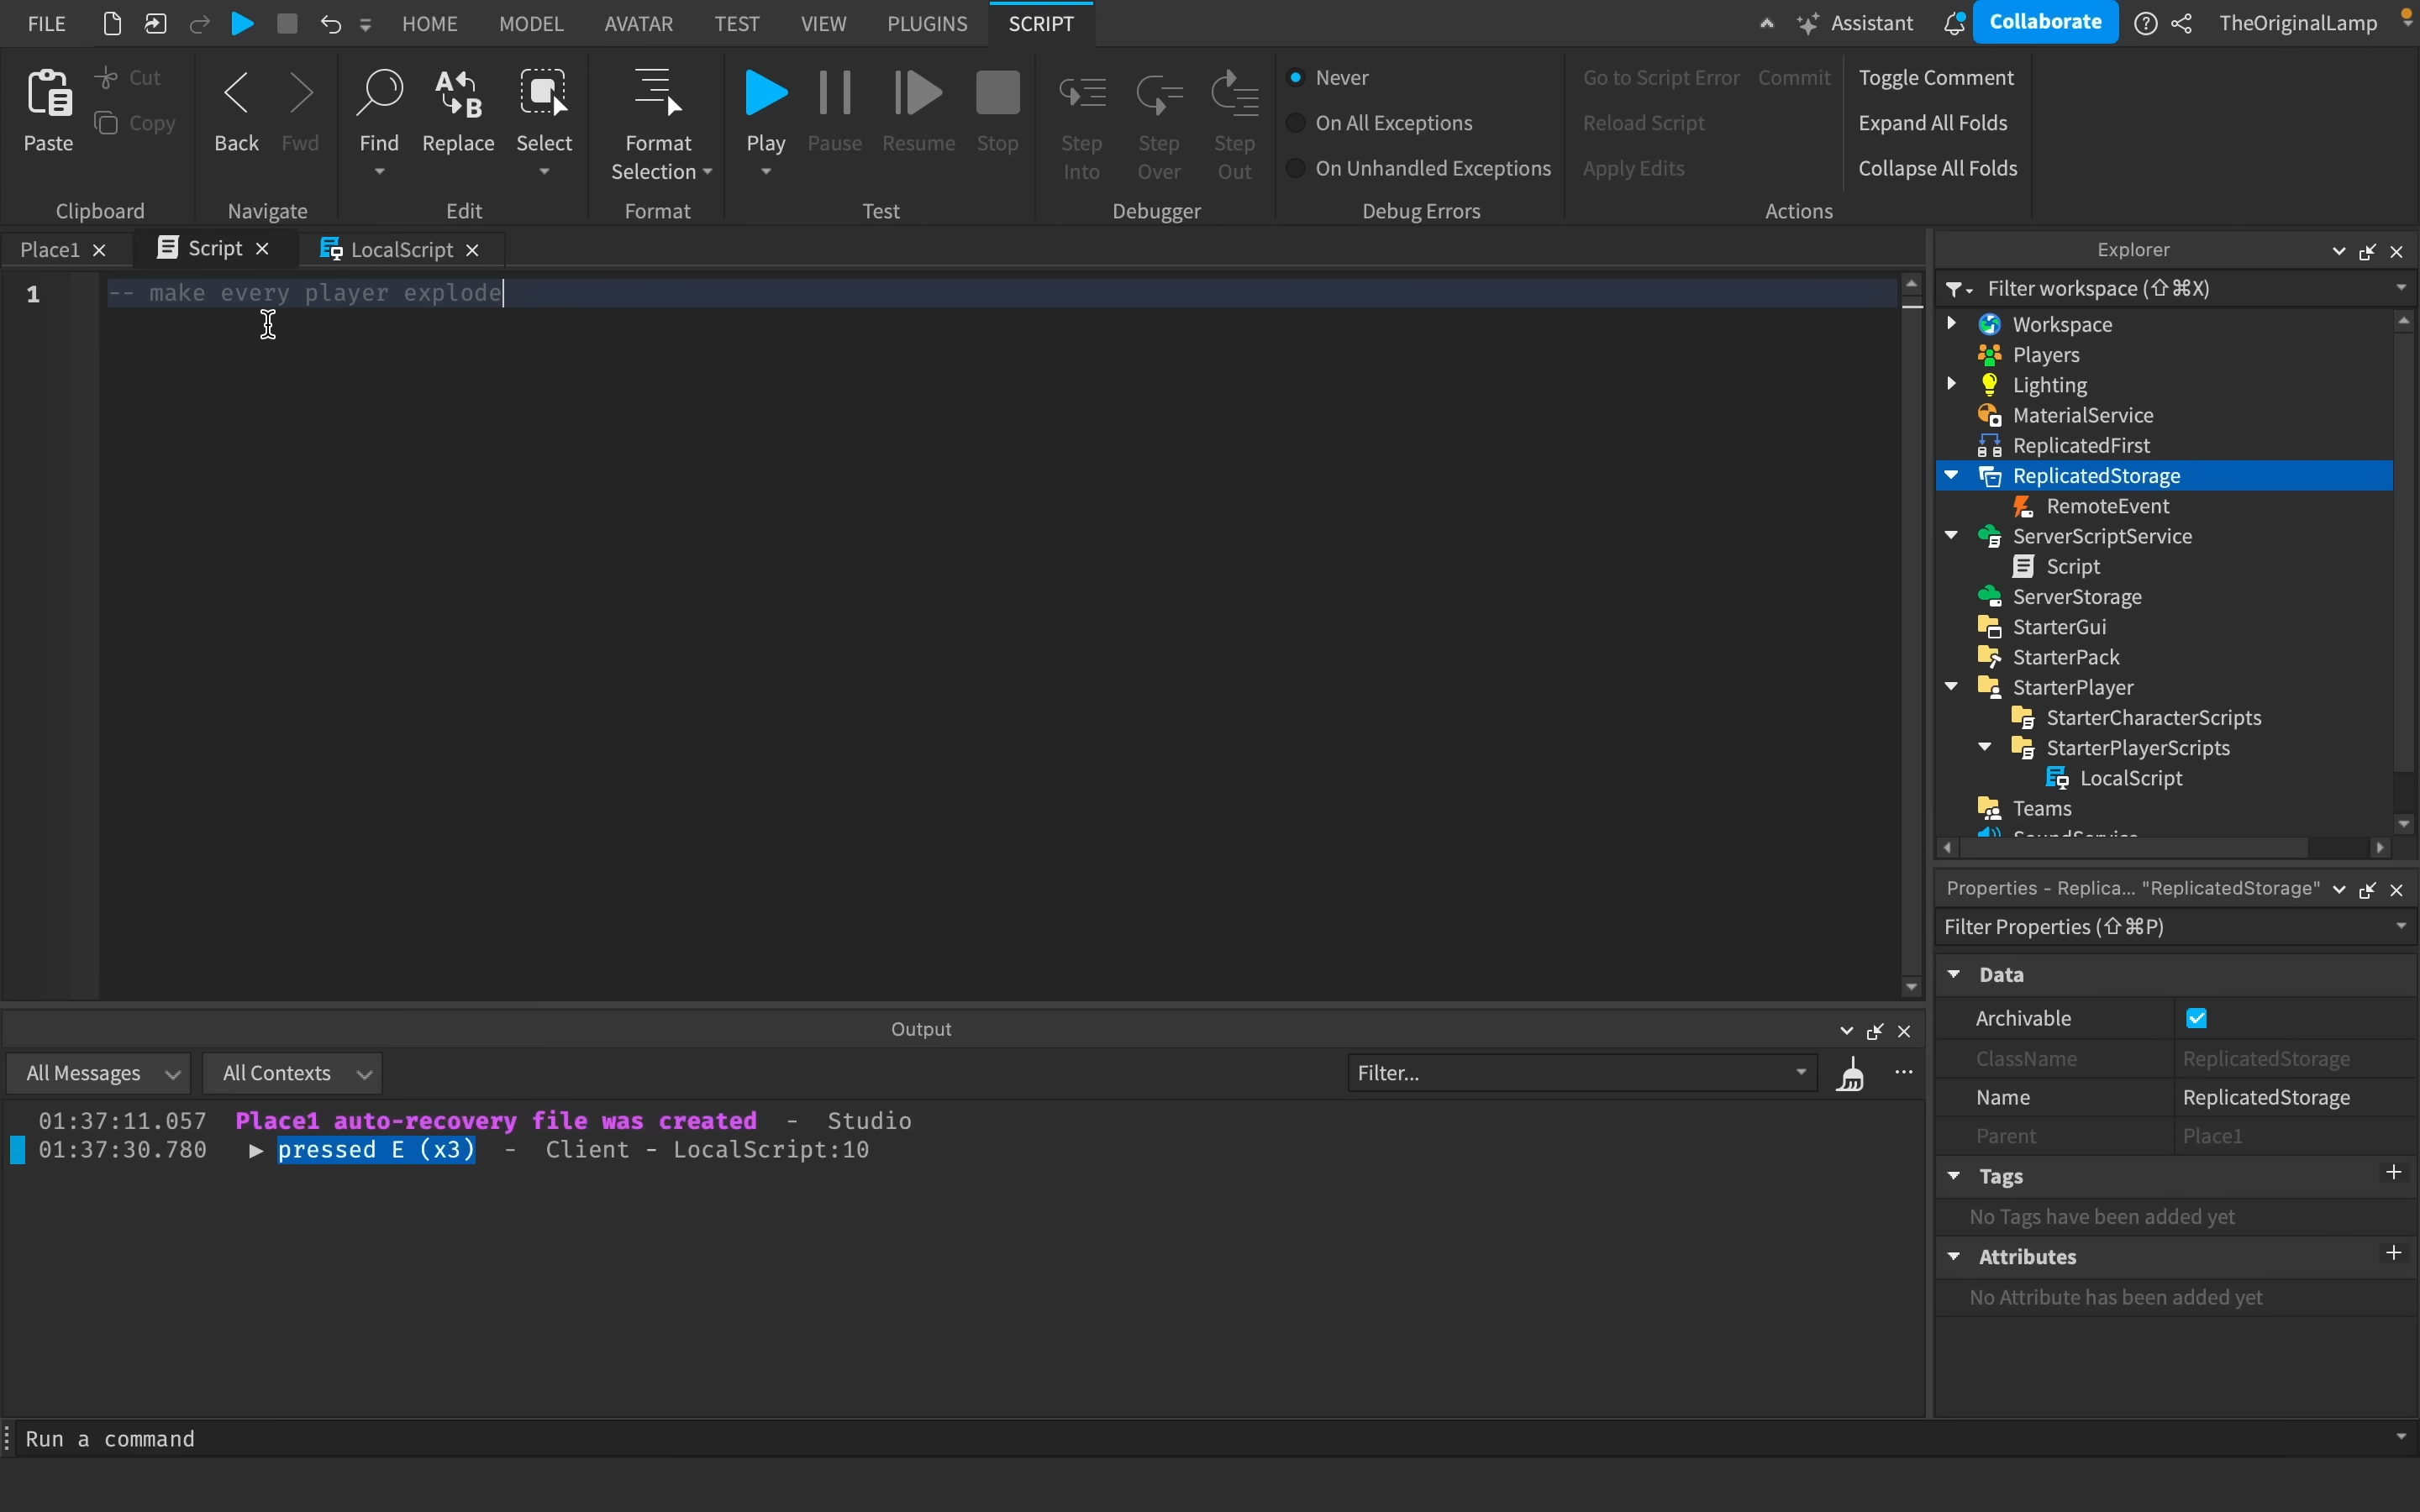 FILE HOME MODEL AVATAR TEST VIEW PLUGINS SCRIPT Assistant Collaborate TheOriginalLamp
Paste Cut Copy
Clipboard
Back Fwd
Navigate
Find Replace Select
Edit
Format Selection
Format
Play Pause Resume Stop
Test
Step Into Step Over Step Out
Debugger
Never
On All Exceptions
On Unhandled Exceptions
Debug Errors
Go to Script Error Commit
Reload Script
Apply Edits
Toggle Comment
Expand All Folds
Collapse All Folds
Actions
Place1 Script LocalScript
1 -- make every player explode
Explorer
Filter workspace (⇧⌘X)
Workspace
Players
Lighting
MaterialService
ReplicatedFirst
ReplicatedStorage
RemoteEvent
ServerScriptService
Script
ServerStorage
StarterGui
StarterPack
StarterPlayer
StarterCharacterScripts
StarterPlayerScripts
LocalScript
Teams
SoundService
Properties - Replica... "ReplicatedStorage"
Filter Properties (⇧⌘P)
Data
Archivable
ClassName ReplicatedStorage
Name ReplicatedStorage
Parent Place1
Tags +
No Tags have been added yet
Attributes +
No Attribute has been added yet
Output
All Messages All Contexts Filter... ...
01:37:11.057 Place1 auto-recovery file was created - Studio
01:37:30.780 ▶ pressed E (x3) - Client - LocalScript:10
Run a command